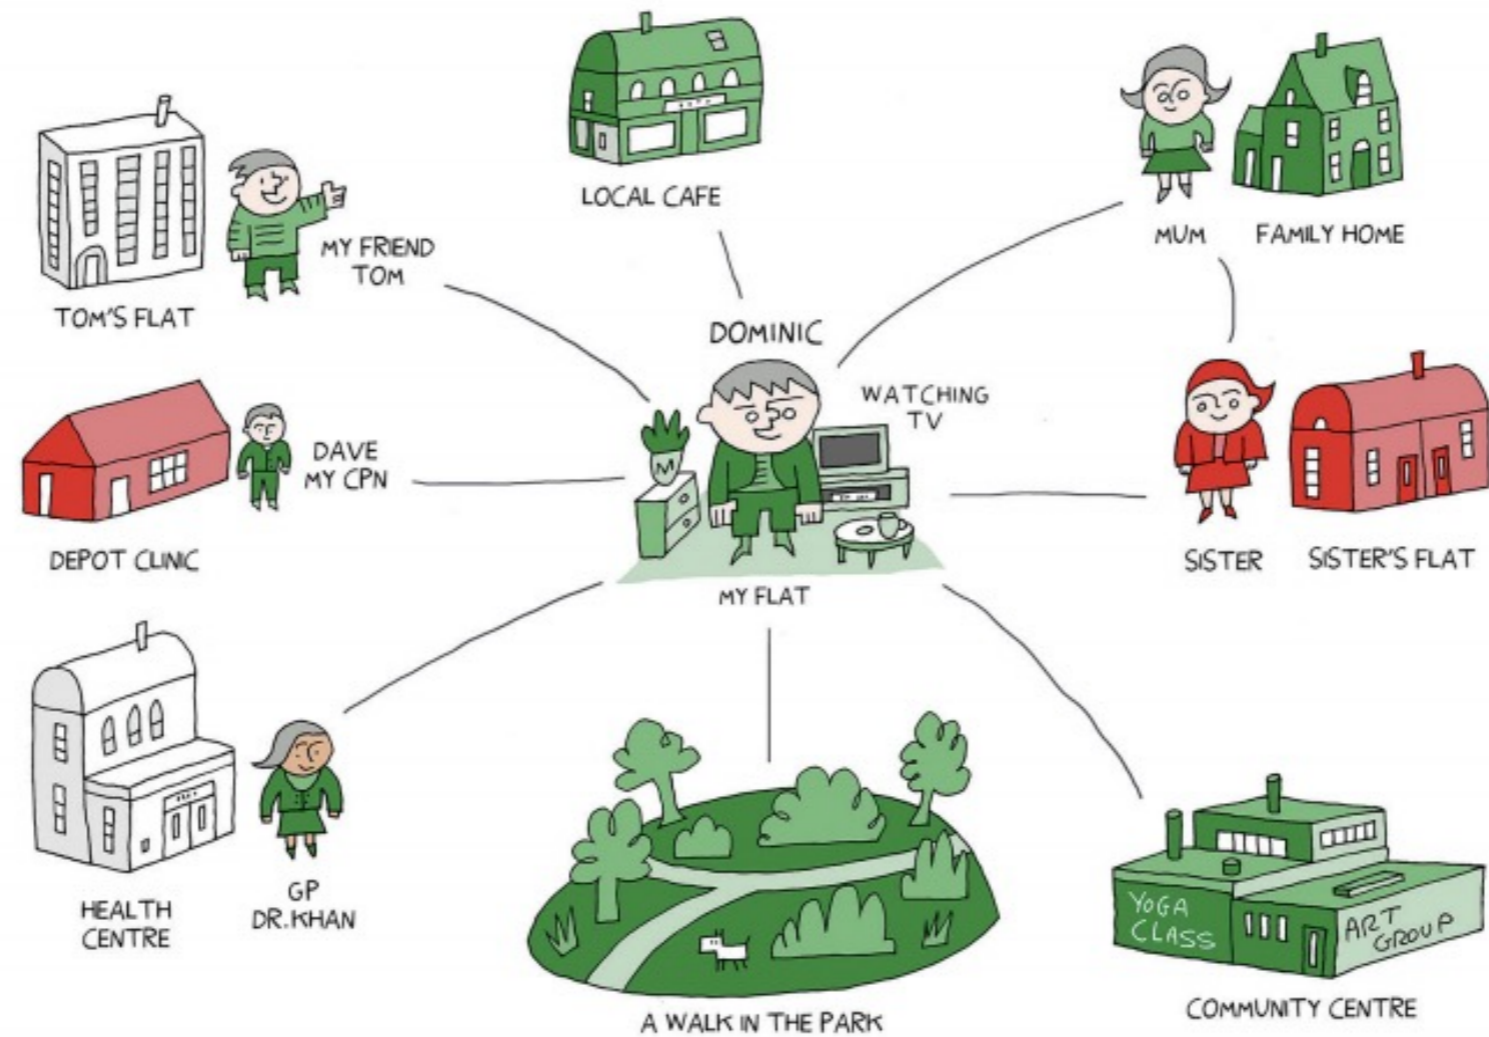 LOCAL CAFE
MUM
FAMILY HOME
MY FRIEND
TOM
TOM'S FLAT
DOMINIC
WATCHING
TV
DAVE
MY CPN
DEPOT CLINIC
M
SISTER
SISTER'S FLAT
MY FLAT
HEALTH
CENTRE
GP
DR.KHAN
YOGA
CLASS
ART
GROUP
COMMUNITY CENTRE
A WALK IN THE PARK